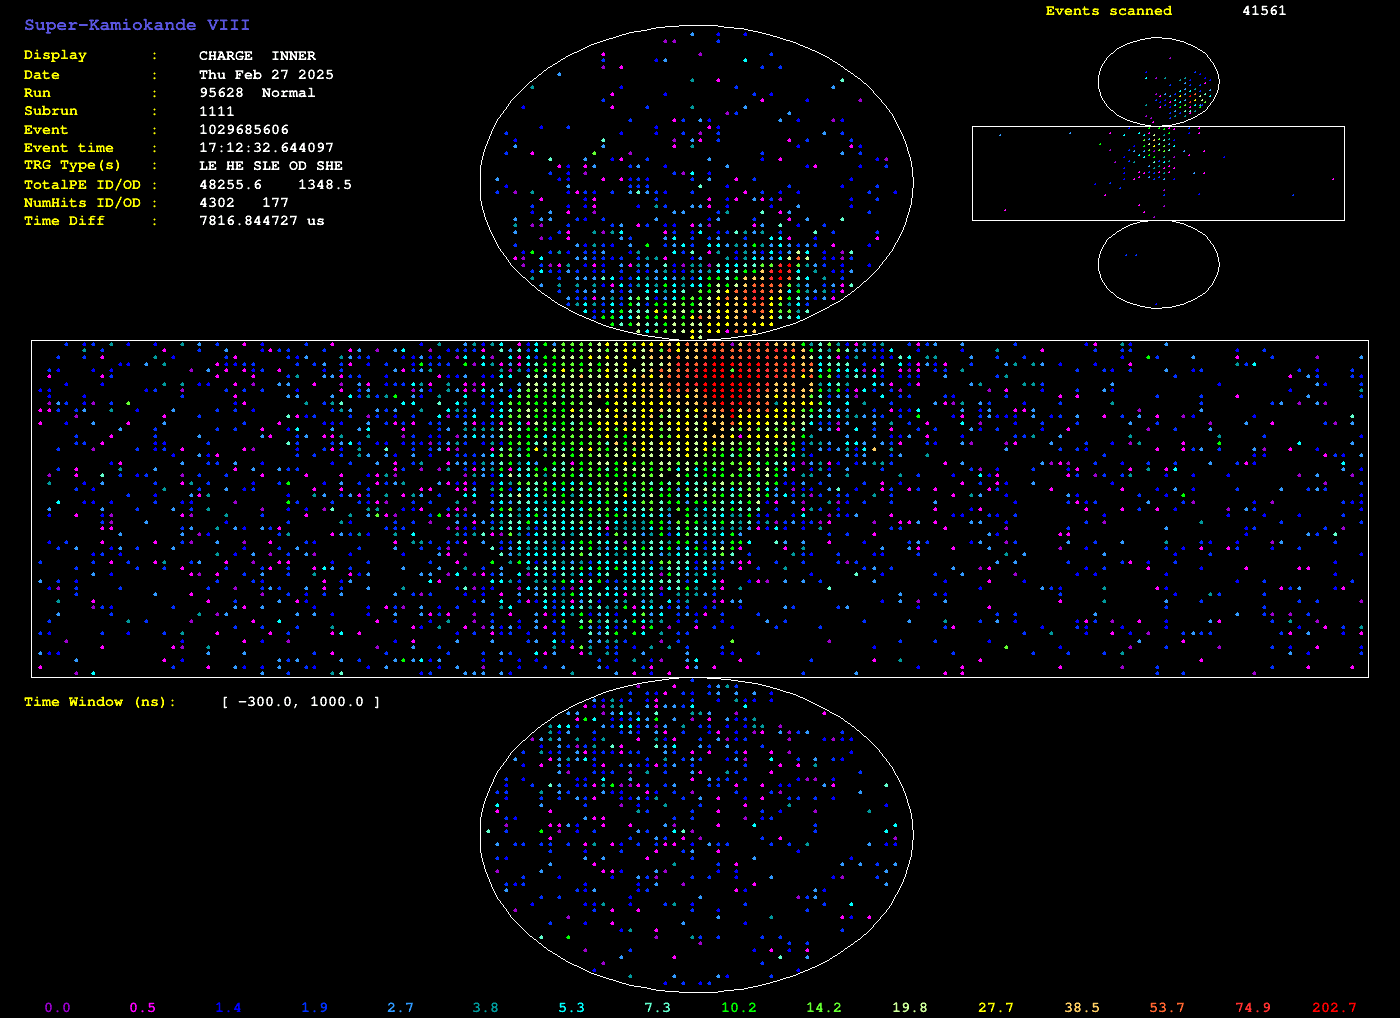 Super-Kamiokande VIII
Events scanned 41561
Display : CHARGE INNER
Date : Thu Feb 27 2025
Run : 95628 Normal
Subrun : 1111
Event : 1029685606
Event time : 17:12:32.644097
TRG Type(s) : LE HE SLE OD SHE
TotalPE ID/OD : 48255.6 1348.5
NumHits ID/OD : 4302 177
Time Diff : 7816.844727 us
Time Window (ns): [ -300.0, 1000.0 ]
0.0 0.5 1.4 1.9 2.7 3.8 5.3 7.3 10.2 14.2 19.8 27.7 38.5 53.7 74.9 202.7